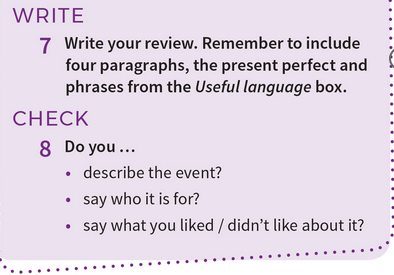 WRITE
7 Write your review. Remember to include
four paragraphs, the present perfect and
phrases from the Useful language box.
CHECK
8 Do you …
• describe the event?
• say who it is for?
• say what you liked / didn’t like about it?